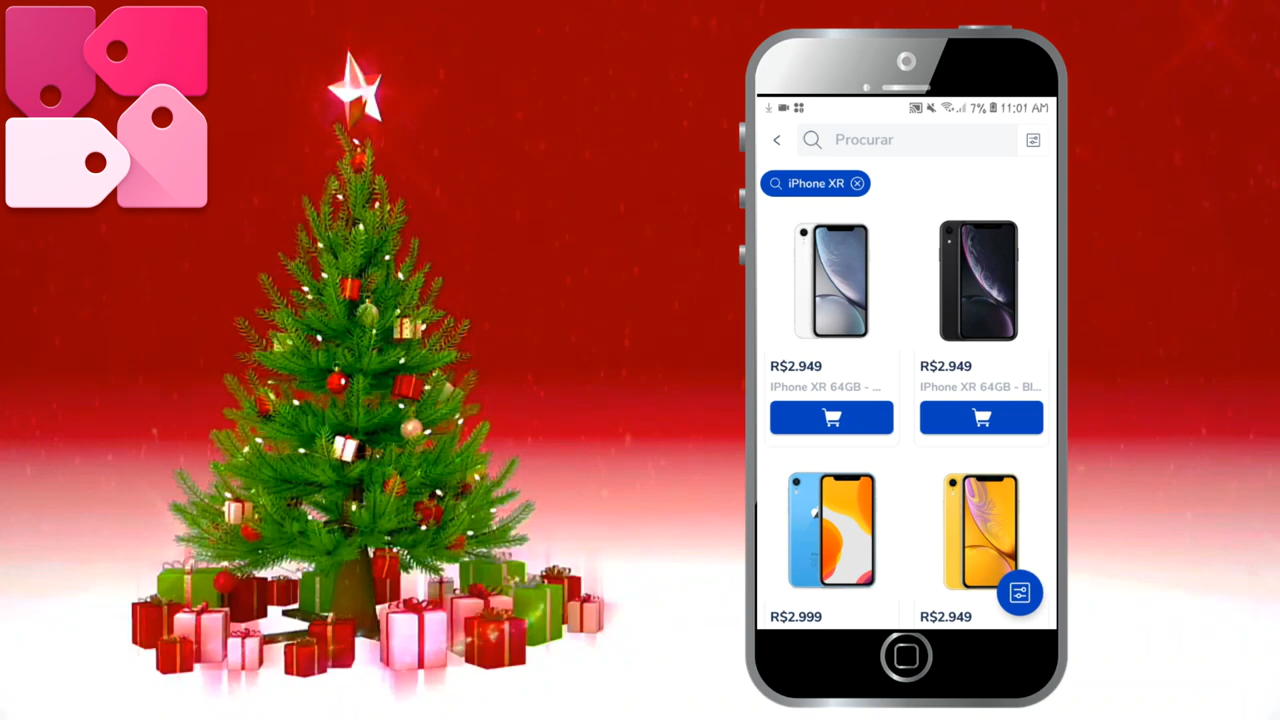 7% 11:01 AM
Procurar
iPhone XR
R$2.949
R$2.949
IPhone XR 64GB - ...
IPhone XR 64GB - Bl...
R$2.999
R$2.949